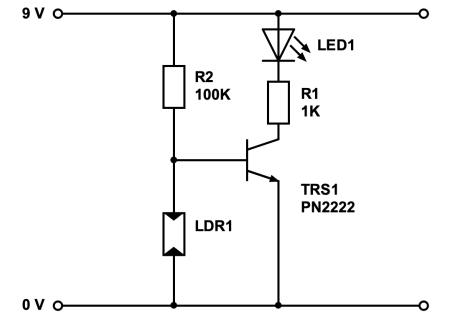 9 V
LED1
R2
100K
R1
1K
TRS1
PN2222
LDR1
0 V